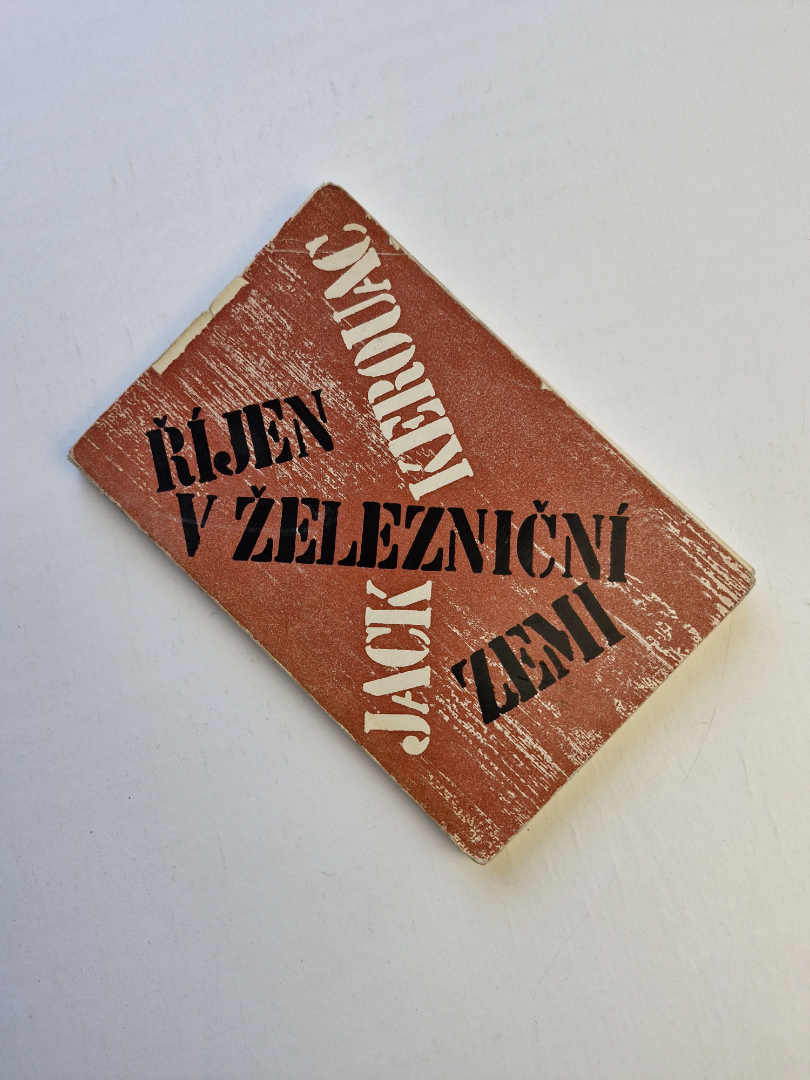 JACK KEROUAC
ŘÍJEN
V ŽELEZNIČNÍ
ZEMI